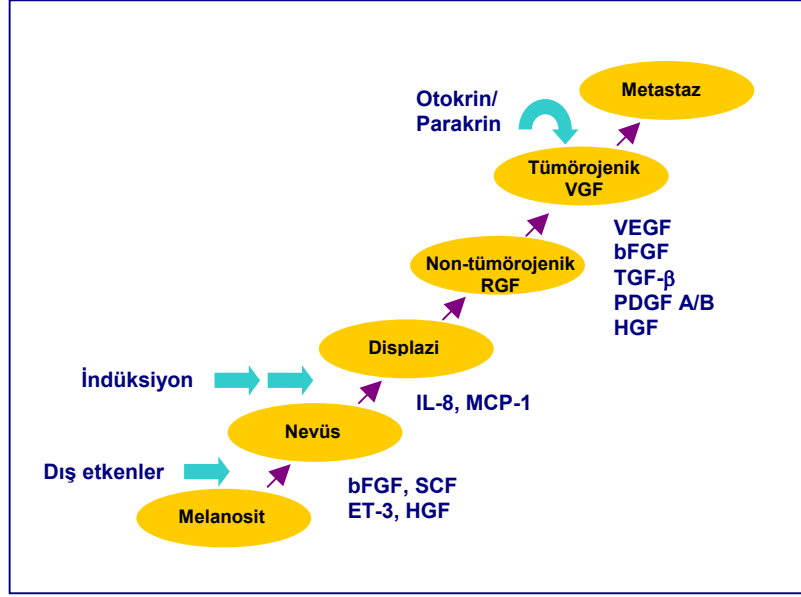 Metastaz
Otokrin/
Parakrin
Tümörojenik
VGF
VEGF
bFGF
TGF-β
PDGF A/B
HGF
Non-tümörojenik
RGF
Displazi
İndüksiyon
IL-8, MCP-1
Nevüs
Dış etkenler
bFGF, SCF
ET-3, HGF
Melanosit